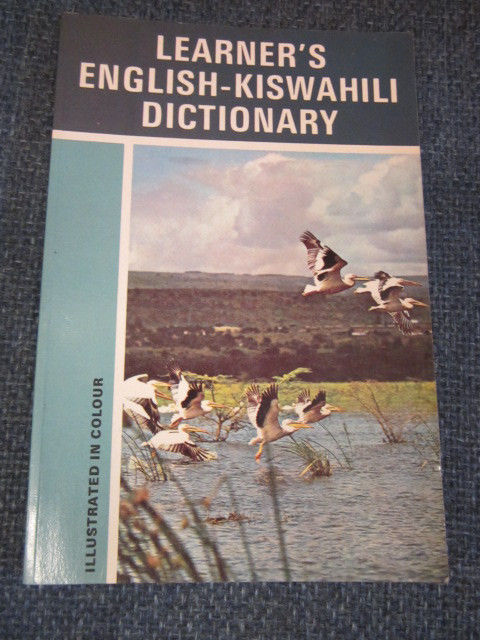 LEARNER'S
ENGLISH-KISWAHILI
DICTIONARY
ILLUSTRATED IN COLOUR